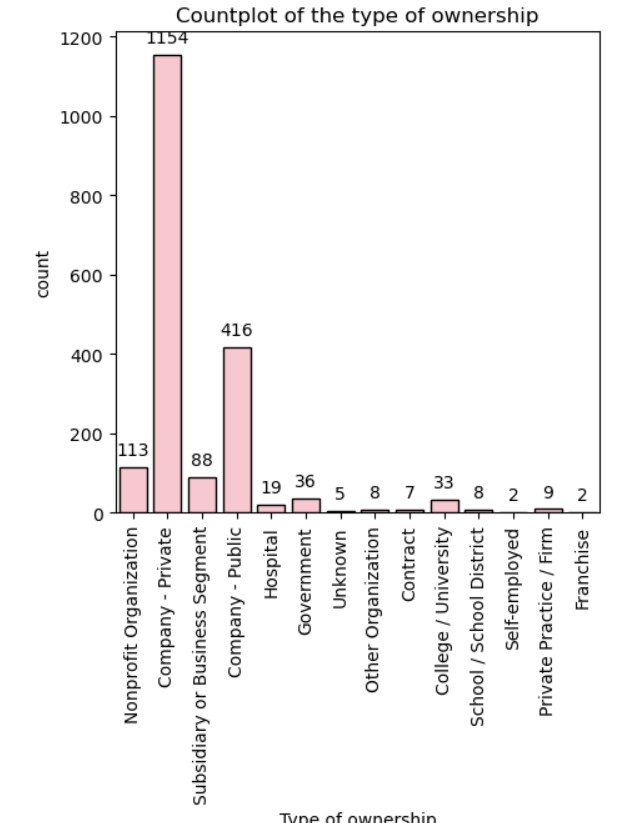 Countplot of the type of ownership
1200
1000
800
600
400
200
0
count
1154
416
113
88
19
36
5
8
7
33
8
2
9
2
Nonprofit Organization
Company - Private
Subsidiary or Business Segment
Company - Public
Hospital
Government
Unknown
Other Organization
Contract
College / University
School / School District
Self-employed
Private Practice / Firm
Franchise
Type of ownership